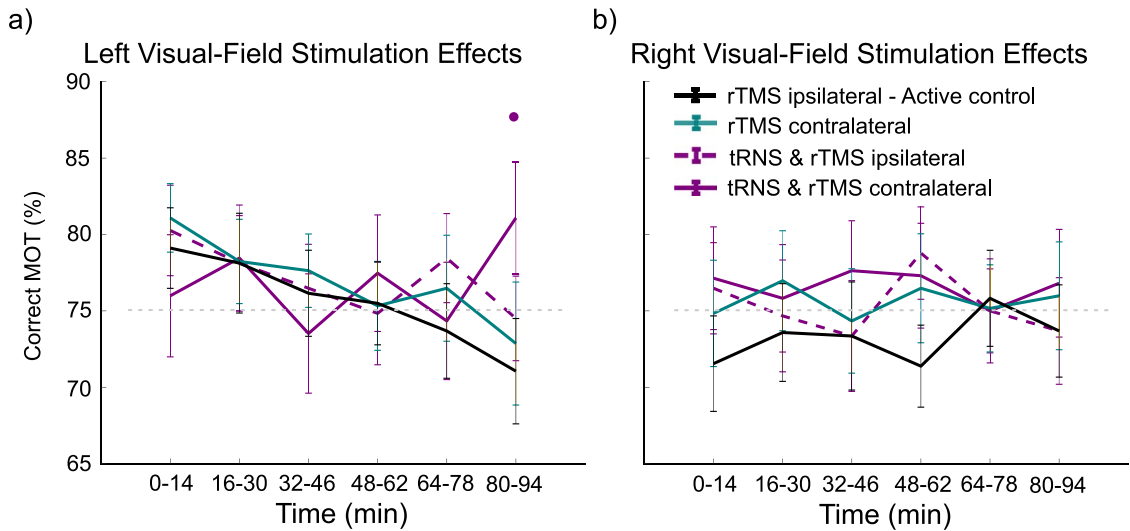 a)
Left Visual-Field Stimulation Effects
90
85
80
75
70
65
Correct MOT (%)
0-14 16-30 32-46 48-62 64-78 80-94
Time (min)
b)
Right Visual-Field Stimulation Effects
rTMS ipsilateral - Active control
rTMS contralateral
tRNS & rTMS ipsilateral
tRNS & rTMS contralateral
0-14 16-30 32-46 48-62 64-78 80-94
Time (min)